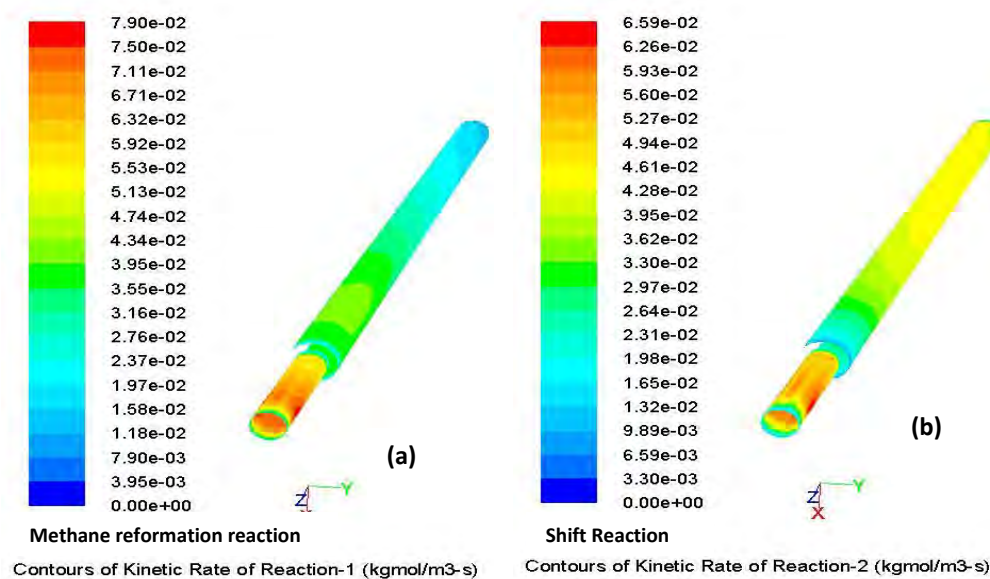 7.90e-02
7.50e-02
7.11e-02
6.71e-02
6.32e-02
5.92e-02
5.53e-02
5.13e-02
4.74e-02
4.34e-02
3.95e-02
3.55e-02
3.16e-02
2.76e-02
2.37e-02
1.97e-02
1.58e-02
1.18e-02
7.90e-03
3.95e-03
0.00e+00
(a)
Z
Y
Methane reformation reaction
Contours of Kinetic Rate of Reaction-1 (kgmol/m3-s)
6.59e-02
6.26e-02
5.93e-02
5.60e-02
5.27e-02
4.94e-02
4.61e-02
4.28e-02
3.95e-02
3.62e-02
3.30e-02
2.97e-02
2.64e-02
2.31e-02
1.98e-02
1.65e-02
1.32e-02
9.89e-03
6.59e-03
3.30e-03
0.00e+00
(b)
Z
Y
X
Shift Reaction
Contours of Kinetic Rate of Reaction-2 (kgmol/m3-s)